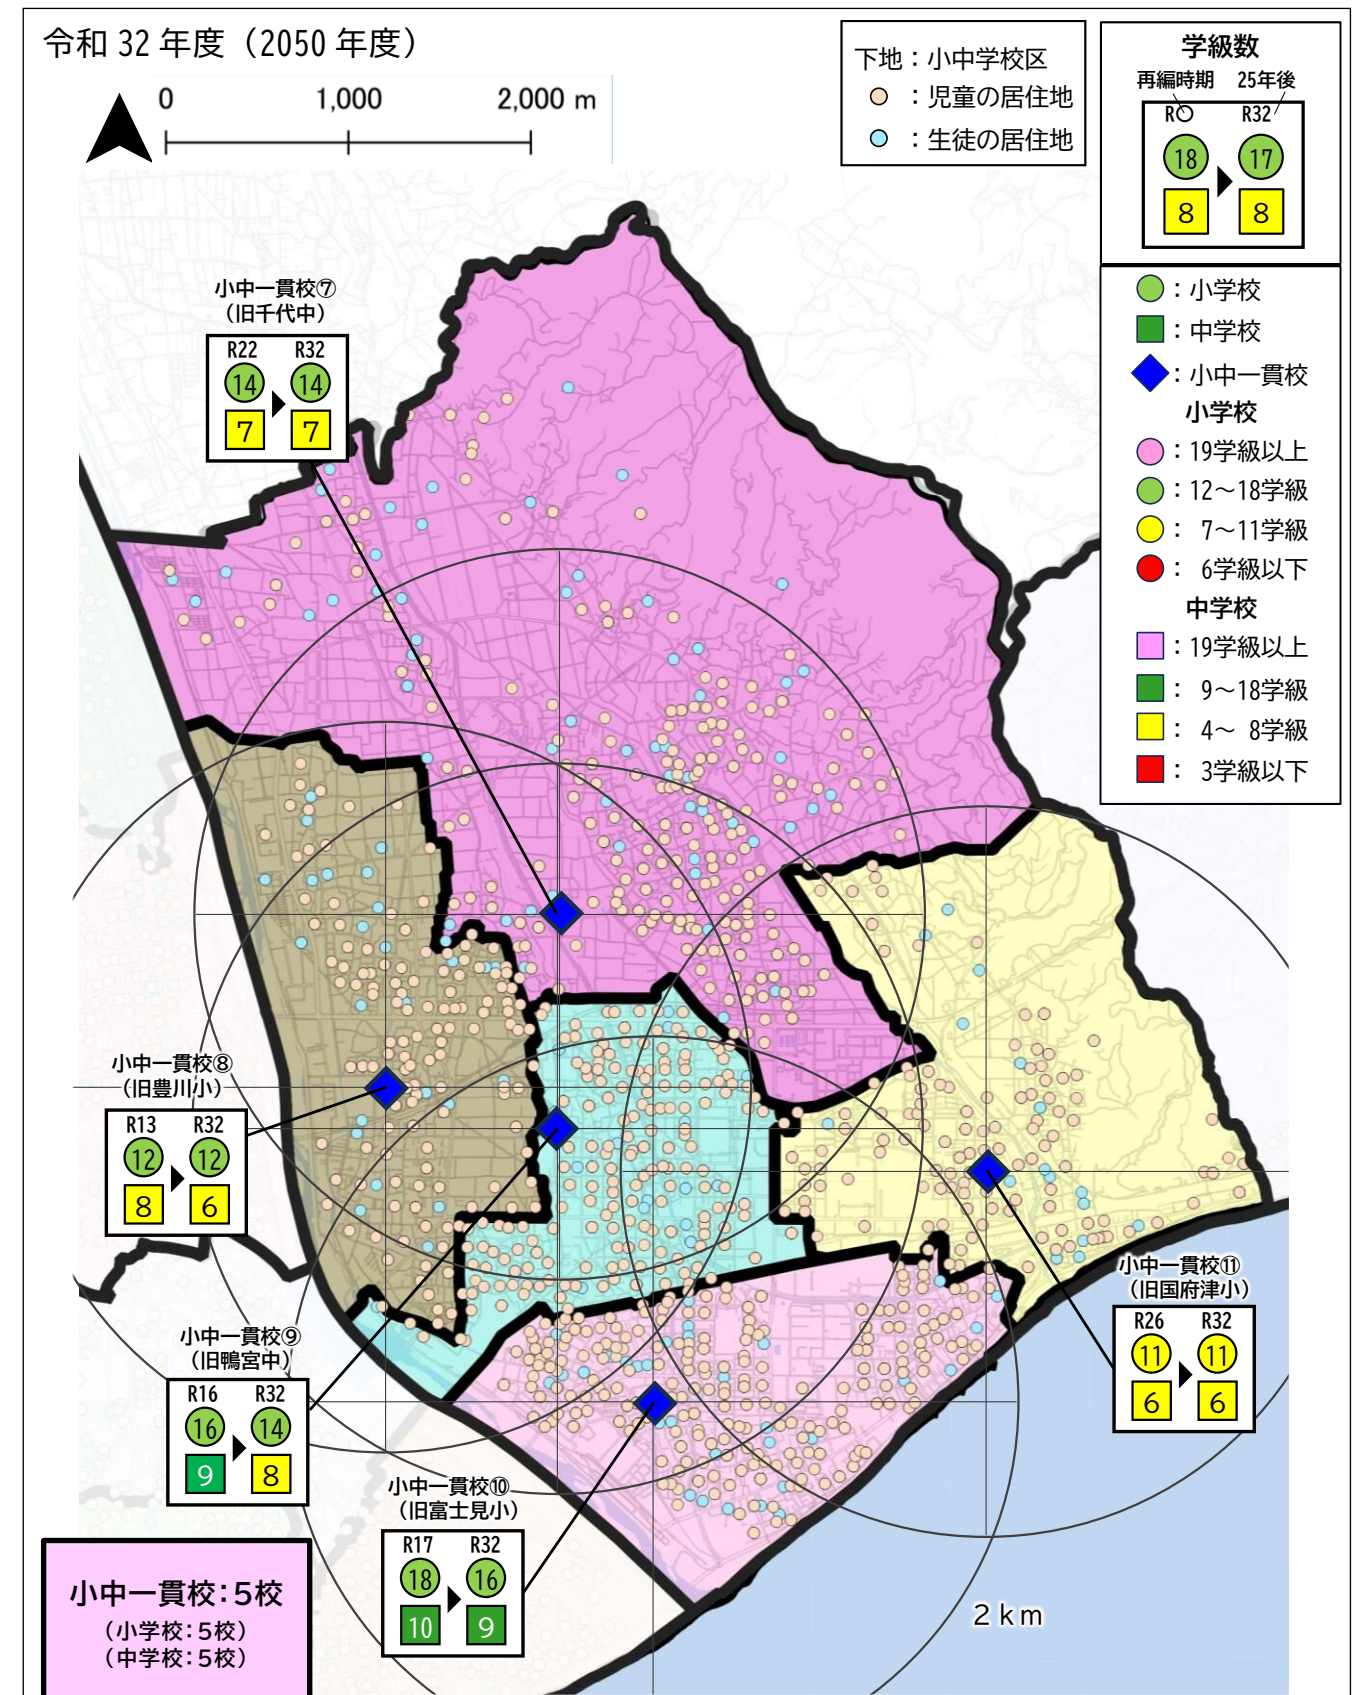 令和 32 年度（2050 年度）
0 1,000 2,000 m
下地：小中学校区
：児童の居住地
：生徒の居住地
学級数
再編時期 25年後
R○ R32
18 17
8 8
：小学校
：中学校
：小中一貫校
小学校
：19学級以上
：12～18学級
： 7～11学級
： 6学級以下
中学校
：19学級以上
： 9～18学級
： 4～ 8学級
： 3学級以下
小中一貫校⑦
（旧千代中）
R22 R32
14 14
7 7
小中一貫校⑧
（旧豊川小）
R13 R32
12 12
8 6
小中一貫校⑨
（旧鴨宮中）
R16 R32
16 14
9 8
小中一貫校⑩
（旧富士見小）
R17 R32
18 16
10 9
小中一貫校⑪
（旧国府津小）
R26 R32
11 11
6 6
2ｋｍ
小中一貫校：5校
（小学校：5校）
（中学校：5校）